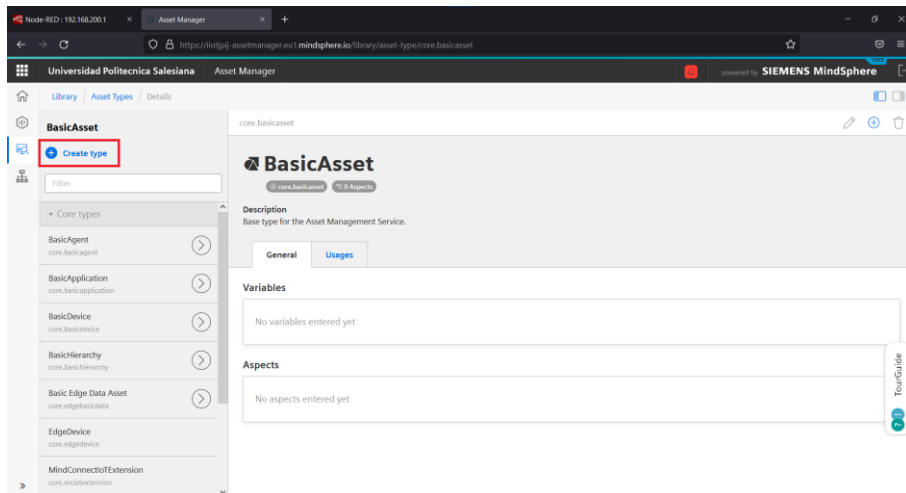 Node-RED : 192.168.200.1
Asset Manager
https://iiotjpij-assetmanager.eu1.mindsphere.io/library/asset-type/core.basicasset
Universidad Politecnica Salesiana
Asset Manager
powered by SIEMENS MindSphere
Library / Asset Types / Details
BasicAsset
core.basicasset
Create type
BasicAsset
core.basicasset
0 Aspects
Filter
Description
Base type for the Asset Management Service.
Core types
BasicAgent
core.basicagent
General
Usages
BasicApplication
core.basicapplication
Variables
BasicDevice
core.basicdevice
No variables entered yet
BasicHierarchy
core.basichierarchy
Aspects
Basic Edge Data Asset
core.edgebasicdata
No aspects entered yet
TourGuide
EdgeDevice
core.edgedevice
MindConnectIoTExtension
core.mciotextension